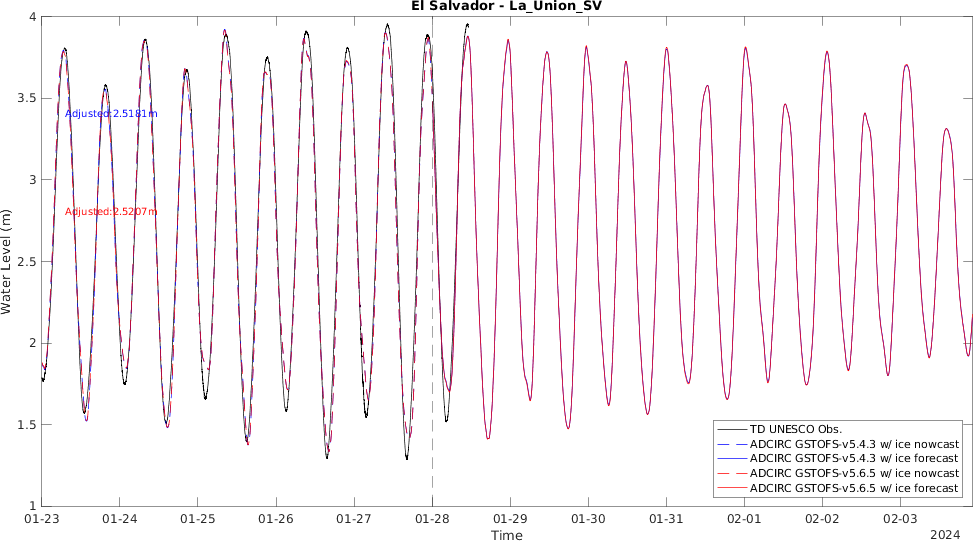 El Salvador - La_Union_SV
4
3.5
3
2.5
2
1.5
1
Water Level (m)
Adjusted:2.5181m
Adjusted:2.5207m
TD UNESCO Obs.
ADCIRC GSTOFS-v5.4.3 w/ ice nowcast
ADCIRC GSTOFS-v5.4.3 w/ ice forecast
ADCIRC GSTOFS-v5.6.5 w/ ice nowcast
ADCIRC GSTOFS-v5.6.5 w/ ice forecast
01-23 01-24 01-25 01-26 01-27 01-28 01-29 01-30 01-31 02-01 02-02 02-03
Time
2024